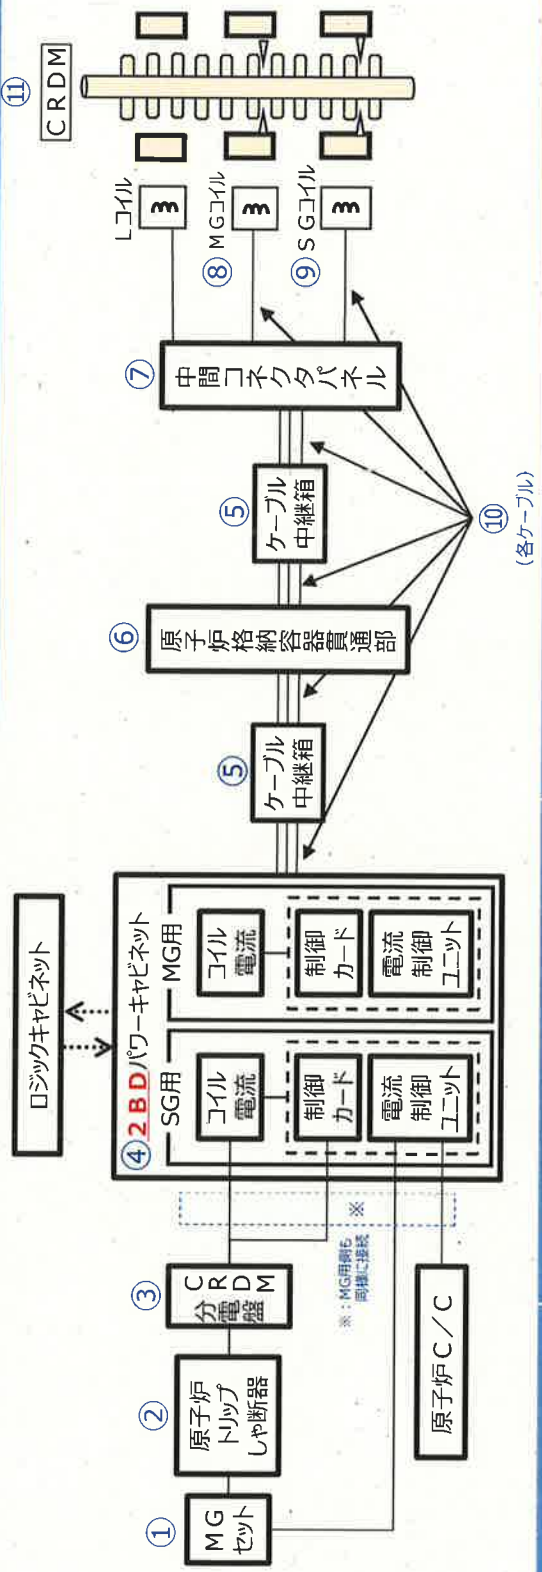 ロジックキャビネット
①
MG
セット
②
原子炉
トリップ
しゃ断器
③
CRDM
分電盤
※：MG用側も
同様に接続
※
原子炉C／C
④2BDパワーキャビネット
SG用
コイル
電流
制御
カード
電流
制御
ユニット
MG用
コイル
電流
制御
カード
電流
制御
ユニット
⑤
ケーブル
中継箱
⑥
原子炉格納容器貫通部
⑤
ケーブル
中継箱
⑦
中間コネクタパネル
⑩
(各ケーブル)
Lコイル
⑧
MGコイル
⑨
SGコイル
⑪
CRDM